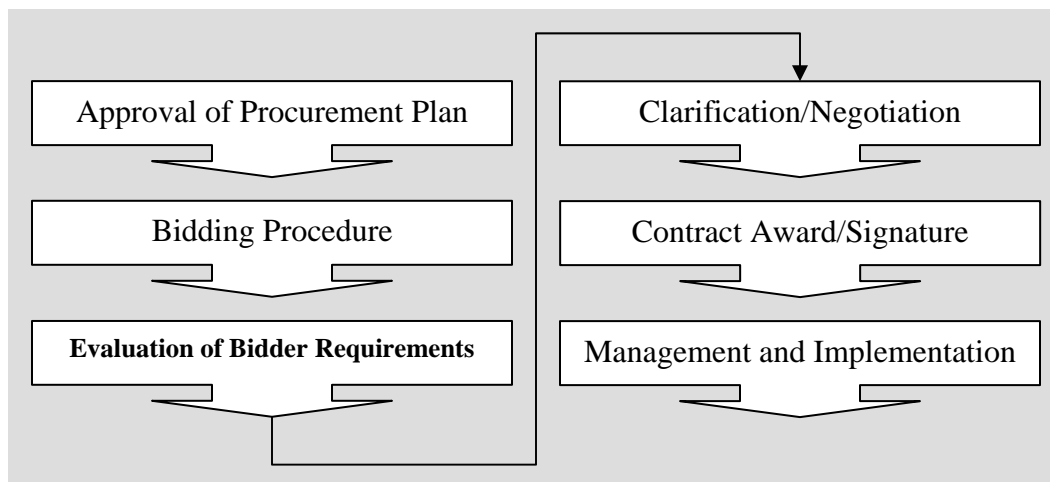 Approval of Procurement Plan
Bidding Procedure
Evaluation of Bidder Requirements
Clarification/Negotiation
Contract Award/Signature
Management and Implementation